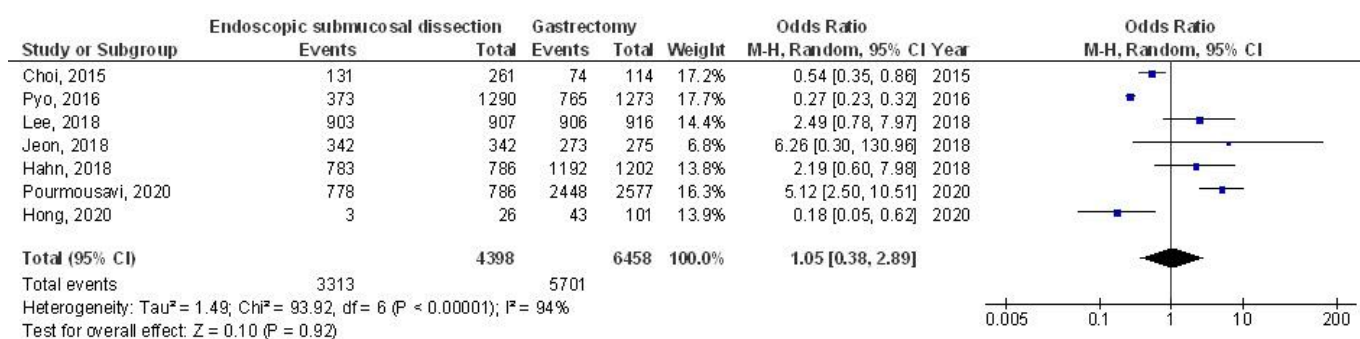 Endoscopic submucosal dissection Gastrectomy Odds Ratio Odds Ratio
Study or Subgroup Events Total Events Total Weight M-H, Random, 95% CI Year M-H, Random, 95% CI
Choi, 2015 131 261 74 114 17.2% 0.54 [0.35, 0.86] 2015
Pyo, 2016 373 1290 765 1273 17.7% 0.27 [0.23, 0.32] 2016
Lee, 2018 903 907 906 916 14.4% 2.49 [0.78, 7.97] 2018
Jeon, 2018 342 342 273 275 6.8% 6.26 [0.30, 130.96] 2018
Hahn, 2018 783 786 1192 1202 13.8% 2.19 [0.60, 7.98] 2018
Pourmousavi, 2020 778 786 2448 2577 16.3% 5.12 [2.50, 10.51] 2020
Hong, 2020 3 26 43 101 13.9% 0.18 [0.05, 0.62] 2020
Total (95% CI) 4398 6458 100.0% 1.05 [0.38, 2.89]
Total events 3313 5701
Heterogeneity: Tau² = 1.49; Chi² = 93.92, df = 6 (P < 0.00001); I² = 94%
Test for overall effect: Z = 0.10 (P = 0.92)
0.005 0.1 1 10 200